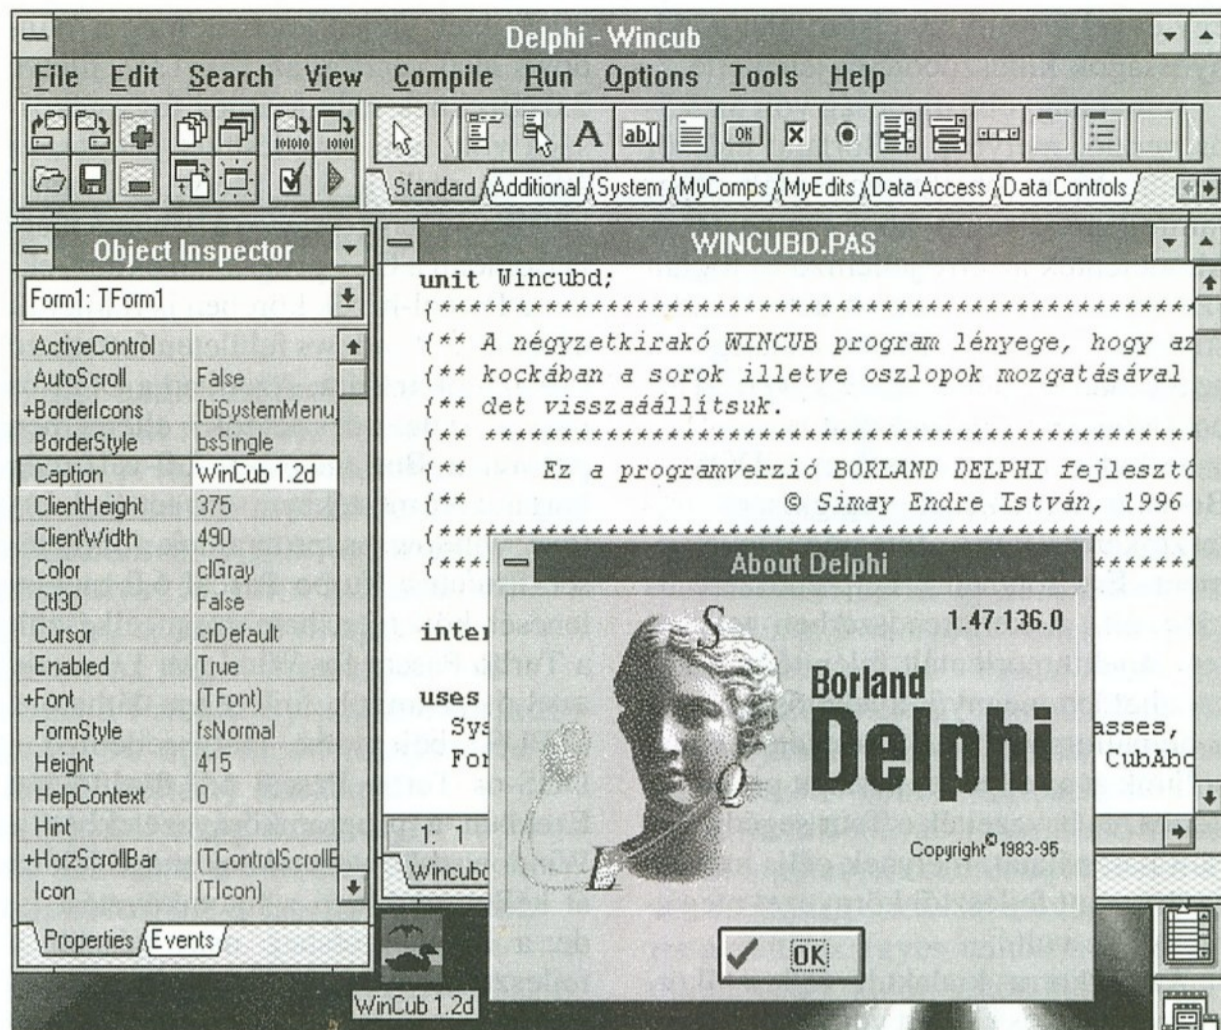 Delphi - Wincub
File Edit Search View Compile Run Options Tools Help
A ab OK
Standard Additional System MyComps MyEdits Data Access Data Controls
Object Inspector
Form1: TForm1
ActiveControl
AutoScroll False
+BorderIcons [biSystemMenu
BorderStyle bsSingle
Caption WinCub 1.2d
ClientHeight 375
ClientWidth 490
Color clGray
Ctl3D False
Cursor crDefault
Enabled True
+Font (TFont)
FormStyle fsNormal
Height 415
HelpContext 0
Hint
+HorzScrollBar (TControlScrollB
Icon (TIcon)
Properties Events
WINCUBD.PAS
unit Wincubd;
{** A négyzetkirakó WINCUB program lényege, hogy az
{** kockában a sorok illetve oszlopok mozgatásával
{** det visszaáállítsuk.
{** Ez a programverzió BORLAND DELPHI fejlesztő
{** © Simay Endre István, 1996
inter
uses
Sys asses,
For CubAbo
1: 1
Wincubd
About Delphi
1.47.136.0
Borland
Delphi
Copyright © 1983-95
OK
WinCub 1.2d